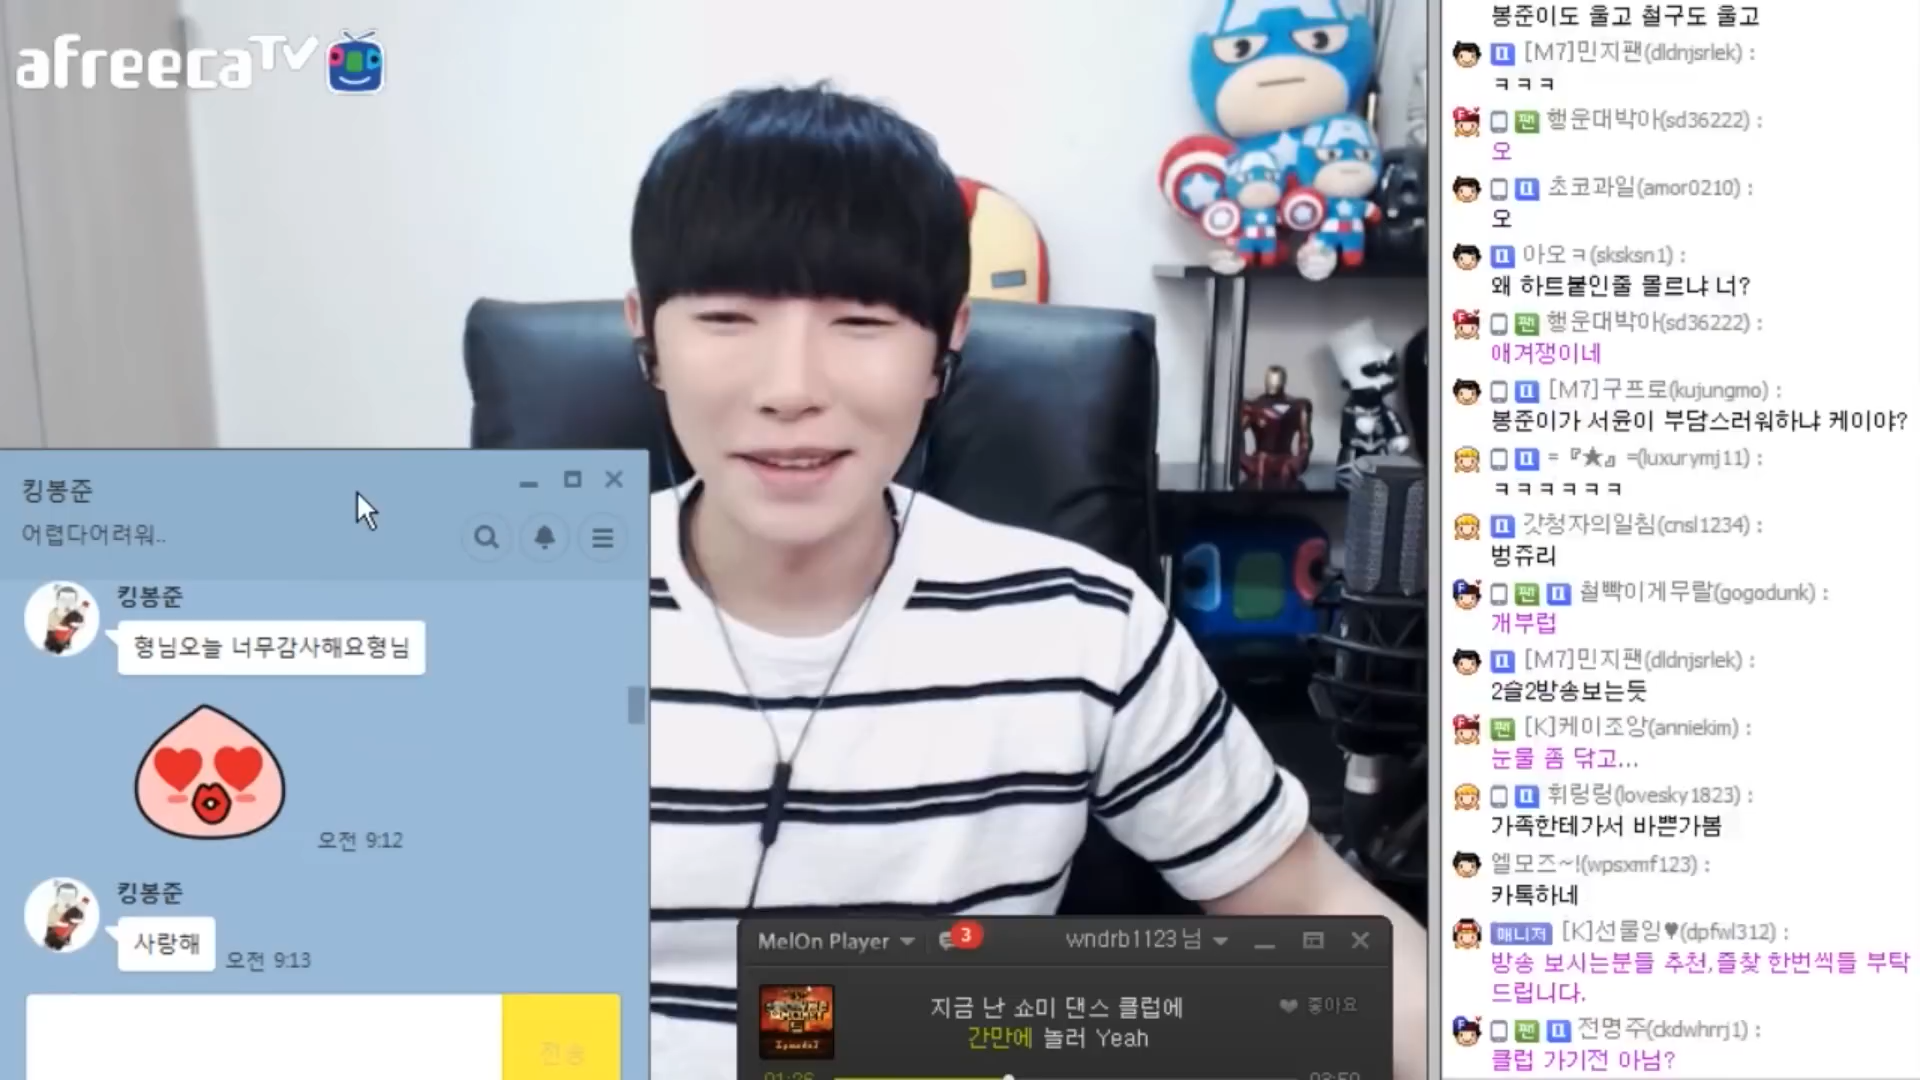 afreecaTV
킹봉준
어렵다어려워..
킹봉준
형님오늘 너무감사해요형님
오전 9:12
킹봉준
사랑해
오전 9:13
전송
MelOn Player
3
wndrb1123 님
지금 난 쇼미 댄스 클럽에
좋아요
간만에 놀러 Yeah
봉준이도 울고 철구도 울고
[M7]민지팬(dldnjsrlek) :
ㅋㅋㅋ
팬 행운대박아(sd36222) :
오
초코과일(amor0210) :
오
아오ㅋ(sksksn1) :
왜 하트붙인줄 몰르냐 너?
팬 행운대박아(sd36222) :
애겨쟁이네
[M7]구프로(kujungmo) :
봉준이가 서윤이 부담스러워하냐 케이야?
=『★』=(luxurymj11) :
ㅋㅋㅋㅋㅋㅋ
갓청자의일침(cnsl1234) :
벙쥬리
팬 철빡이게무랄(gogodunk) :
개부럽
[M7]민지팬(dldnjsrlek) :
2슬2방송보는듯
팬 [K]케이조앙(anniekim) :
눈물 좀 닦고...
휘링링(lovesky1823) :
가족한테가서 바쁜가봄
엘모즈~!(wpsxmf123) :
카톡하네
매니저 [K]선물잉♥(dpfwl312) :
방송 보시는분들 추천,즐찾 한번씩들 부탁
드립니다.
팬 전명주(ckdwhrrj1) :
클럽 가기전 아님?